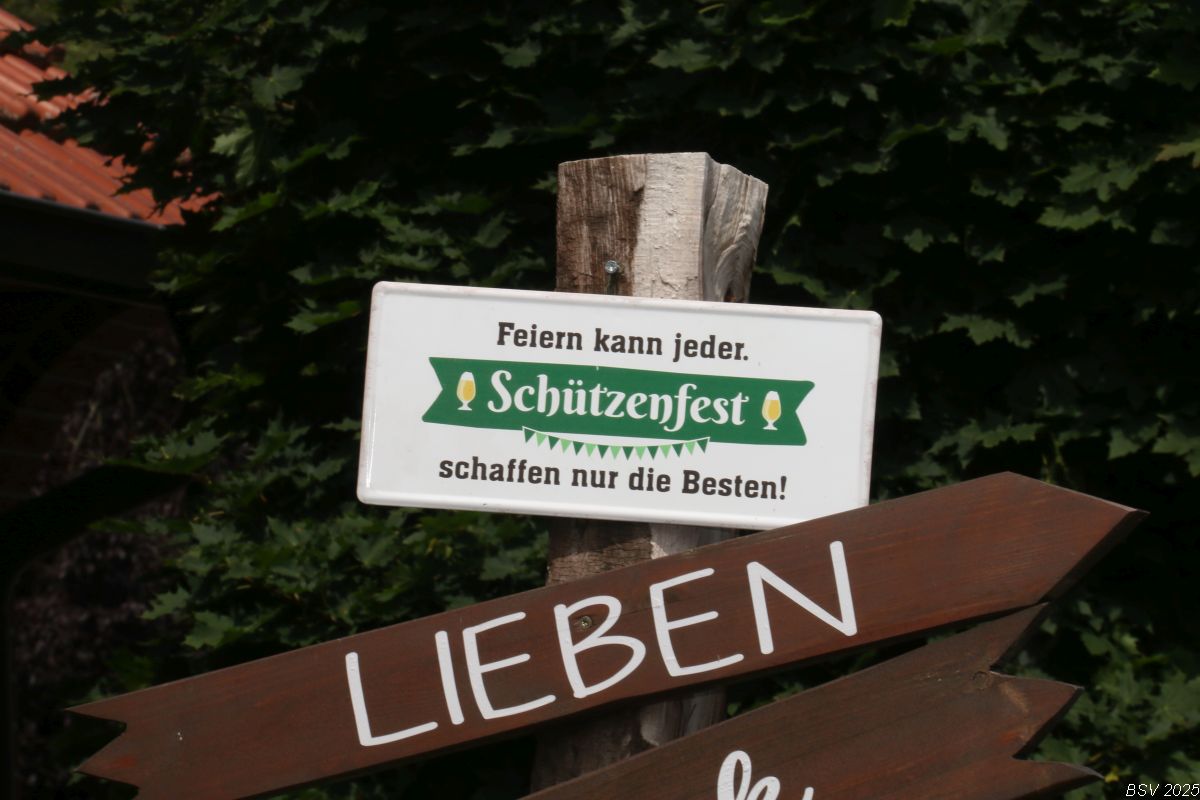 Feiern kann jeder.
Schützenfest
schaffen nur die Besten!
LIEBEN
BSV 2025